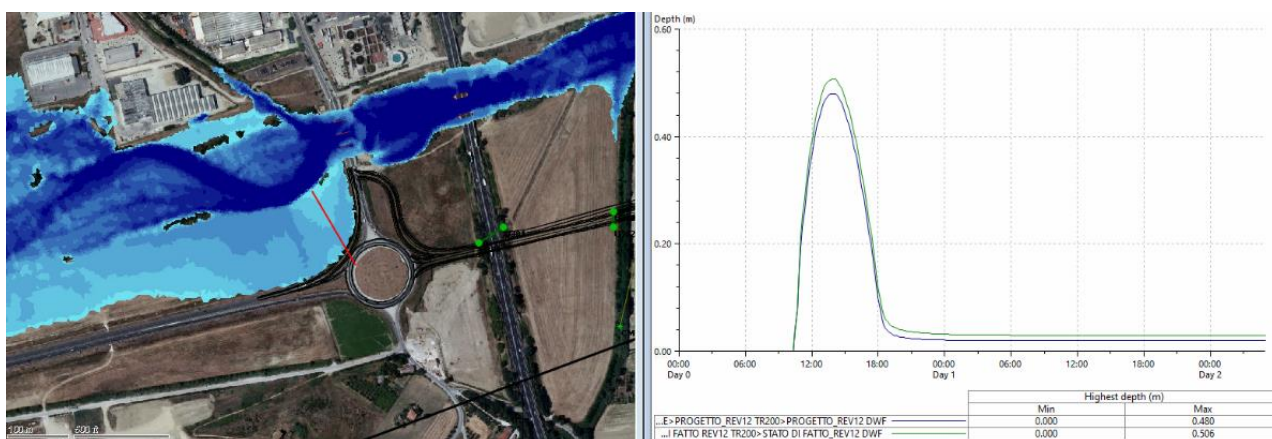 100 m 500 ft
Depth (m)
0.60
0.40
0.20
0.00
00:00 06:00 12:00 18:00 00:00 06:00 12:00 18:00 00:00
Day 0 Day 1 Day 2
Highest depth (m)
Min Max
...E>PROGETTO_REV12 TR200>PROGETTO_REV12 DWF 0.000 0.480
...I FATTO REV12 TR200>STATO DI FATTO_REV12 DWF 0.000 0.506